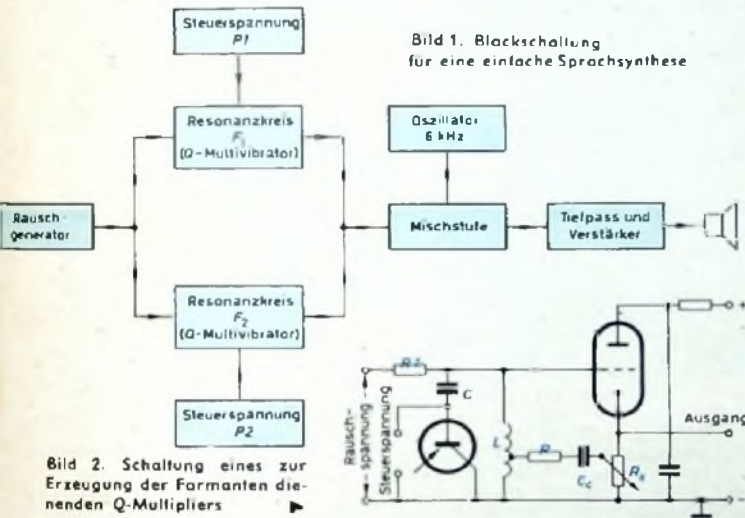 Steuerspannung
P1
Bild 1. Blockschaltung
für eine einfache Sprachsynthese
Resonanzkreis
F1
(Q-Multivibrator)
Oszillator
6 kHz
Rausch-
generator
Mischstufe
Tiefpass und
Verstärker
Resonanzkreis
F2
(Q-Multivibrator)
Steuerspannung
P2
Bild 2. Schaltung eines zur
Erzeugung der Formanten die-
nenden Q-Multipliers
Rausch-
spannung
Steuerspannung
C
L
R
Cc
Ausgang
+